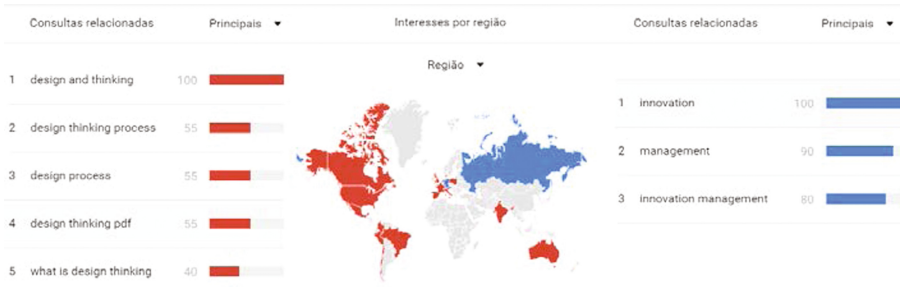 Consultas relacionadas Principais
1 design and thinking 100
2 design thinking process 55
3 design process 55
4 design thinking pdf 55
5 what is design thinking 40
Interesses por região
Região
Consultas relacionadas Principais
1 innovation 100
2 management 90
3 innovation management 80